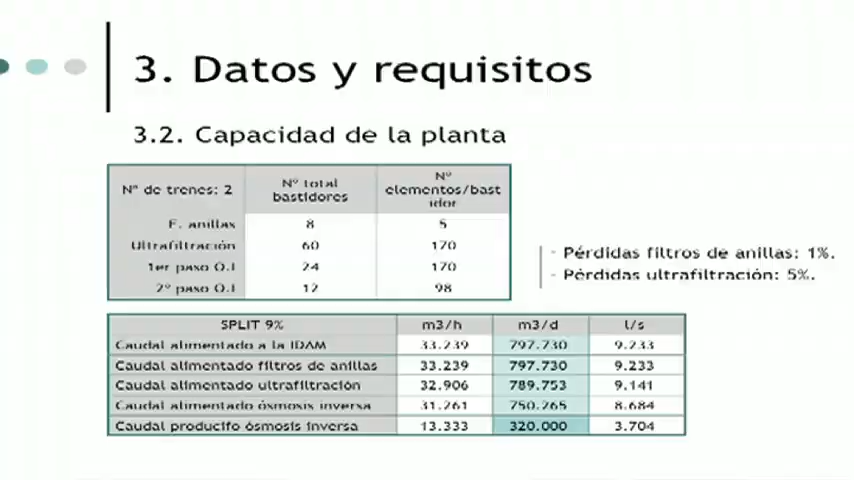 3. Datos y requisitos
3.2. Capacidad de la planta
Nº de trenes: 2 Nº total bastidores Nº elementos/bastidor
F. anillas 8 5
Ultrafiltración 60 170
1er paso O.I 24 170
2º paso O.I 12 98
- Pérdidas filtros de anillas: 1%.
- Pérdidas ultrafiltración: 5%.
SPLIT 9% m3/h m3/d l/s
Caudal alimentado a la IDAM 33.239 797.730 9.233
Caudal alimentado filtros de anillas 33.239 797.730 9.233
Caudal alimentado ultrafiltración 32.906 789.753 9.141
Caudal alimentado ósmosis inversa 31.261 750.265 8.684
Caudal producifo ósmosis inversa 13.333 320.000 3.704